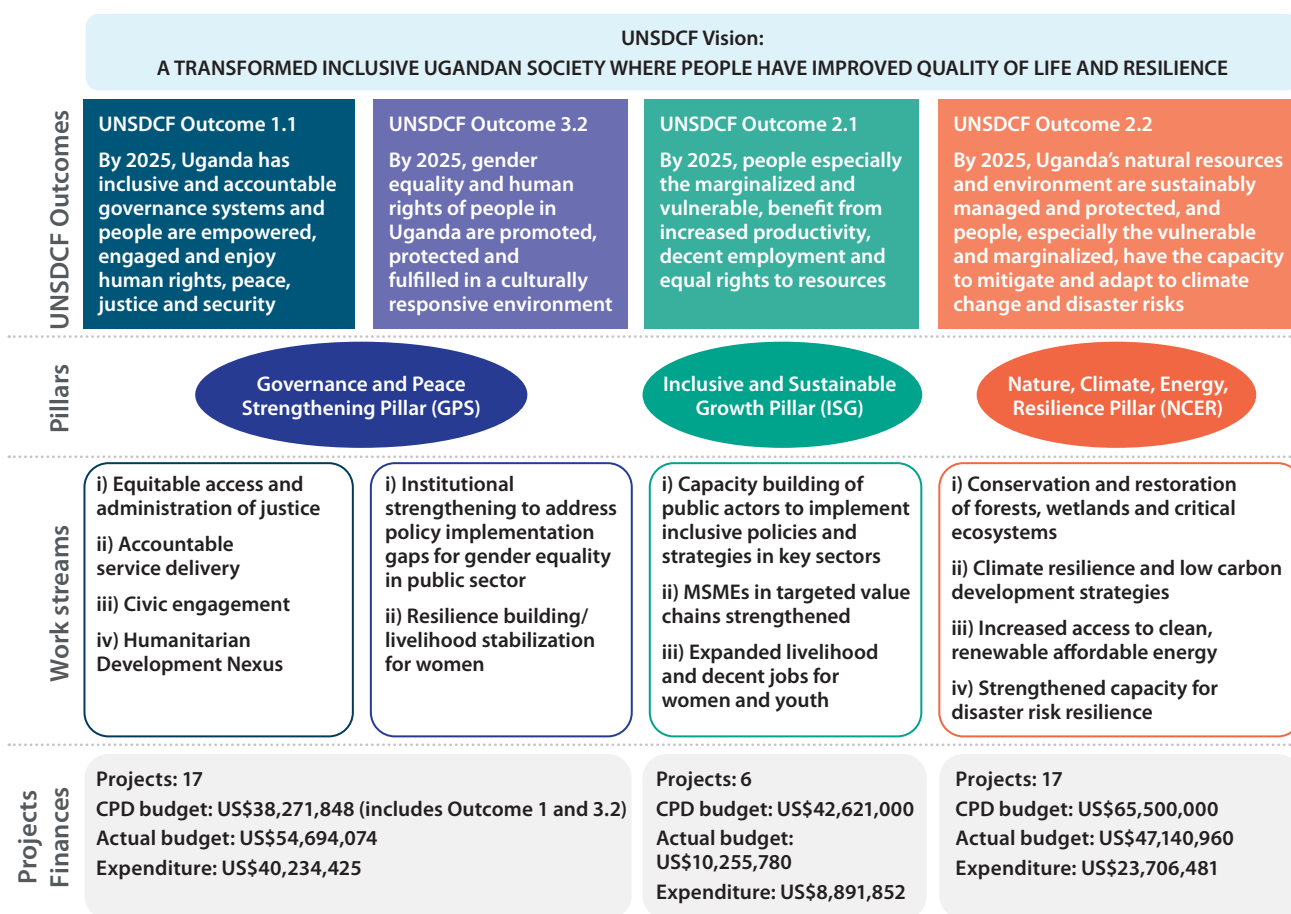 UNSDCF Vision:
A TRANSFORMED INCLUSIVE UGANDAN SOCIETY WHERE PEOPLE HAVE IMPROVED QUALITY OF LIFE AND RESILIENCE
UNSDCF Outcomes
UNSDCF Outcome 1.1
By 2025, Uganda has
inclusive and accountable
governance systems and
people are empowered,
engaged and enjoy
human rights, peace,
justice and security
UNSDCF Outcome 3.2
By 2025, gender
equality and human
rights of people in
Uganda are promoted,
protected and
fulfilled in a culturally
responsive environment
UNSDCF Outcome 2.1
By 2025, people especially
the marginalized and
vulnerable, benefit from
increased productivity,
decent employment and
equal rights to resources
UNSDCF Outcome 2.2
By 2025, Uganda's natural resources
and environment are sustainably
managed and protected, and
people, especially the vulnerable
and marginalized, have the capacity
to mitigate and adapt to climate
change and disaster risks
Pillars
Governance and Peace
Strengthening Pillar (GPS)
Inclusive and Sustainable
Growth Pillar (ISG)
Nature, Climate, Energy,
Resilience Pillar (NCER)
Work streams
i) Equitable access and
administration of justice
ii) Accountable
service delivery
iii) Civic engagement
iv) Humanitarian
Development Nexus
i) Institutional
strengthening to address
policy implementation
gaps for gender equality
in public sector
ii) Resilience building/
livelihood stabilization
for women
i) Capacity building of
public actors to implement
inclusive policies and
strategies in key sectors
ii) MSMEs in targeted value
chains strengthened
iii) Expanded livelihood
and decent jobs for
women and youth
i) Conservation and restoration
of forests, wetlands and critical
ecosystems
ii) Climate resilience and low carbon
development strategies
iii) Increased access to clean,
renewable affordable energy
iv) Strengthened capacity for
disaster risk resilience
Projects
Finances
Projects: 17
CPD budget: US$38,271,848 (includes Outcome 1 and 3.2)
Actual budget: US$54,694,074
Expenditure: US$40,234,425
Projects: 6
CPD budget: US$42,621,000
Actual budget:
US$10,255,780
Expenditure: US$8,891,852
Projects: 17
CPD budget: US$65,500,000
Actual budget: US$47,140,960
Expenditure: US$23,706,481